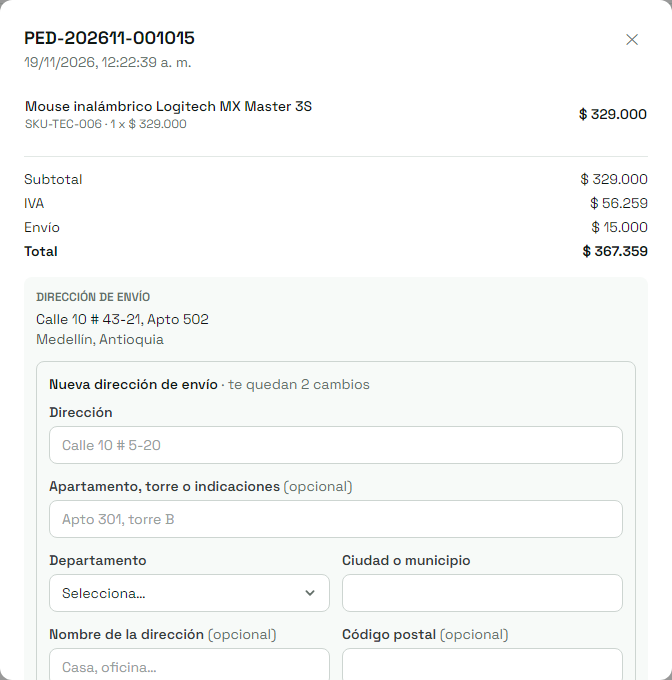 PED-202611-001015
19/11/2026, 12:22:39 a. m.
Mouse inalámbrico Logitech MX Master 3S
$ 329.000
SKU-TEC-006 · 1 x $ 329.000
Subtotal $ 329.000
IVA $ 56.259
Envío $ 15.000
Total $ 367.359
DIRECCIÓN DE ENVÍO
Calle 10 # 43-21, Apto 502
Medellín, Antioquia
Nueva dirección de envío · te quedan 2 cambios
Dirección
Calle 10 # 5-20
Apartamento, torre o indicaciones (opcional)
Apto 301, torre B
Departamento Ciudad o municipio
Selecciona...
Nombre de la dirección (opcional) Código postal (opcional)
Casa, oficina...